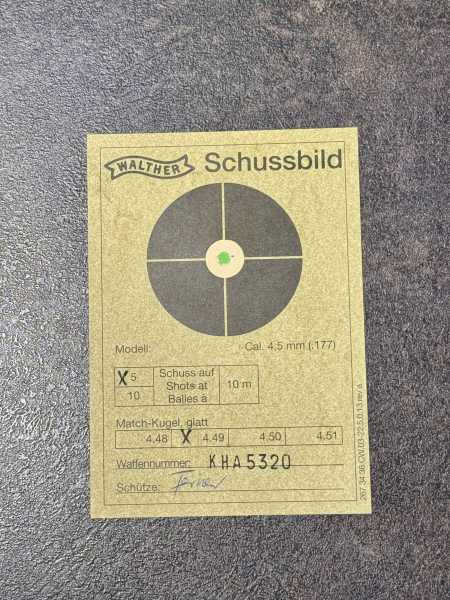 WALTHER Schussbild
Modell: Cal. 4,5 mm (.177)
X 5 Schuss auf
Shots at 10 m
10 Balles à
Match-Kugel, glatt
4.48 X 4.49 4.50 4.51
Waffennummer: KHA5320
Schütze: